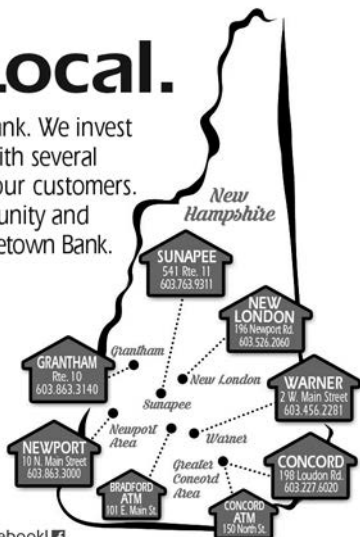 Local.
ank. We invest
ith several
our customers.
unity and
etown Bank.
New
Hampshire
SUNAPEE
541 Rte. 11
603.763.9311
NEW
LONDON
196 Newport Rd.
603.526.2060
GRANTHAM
Rte. 10
603.863.3140
Grantham
New London
WARNER
2 W. Main Street
603.456.2281
Sunapee
Newport
Area
Warner
NEWPORT
10 N. Main Street
603.863.3000
Greater
Concord
Area
CONCORD
198 Loudon Rd.
603.227.6020
BRADFORD
ATM
101 E. Main St.
CONCORD
ATM
150 North St.
ebook!